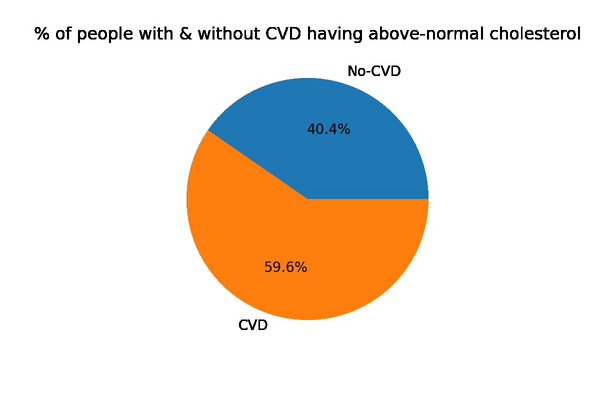 % of people with & without CVD having above-normal cholesterol
No-CVD
40.4%
59.6%
CVD